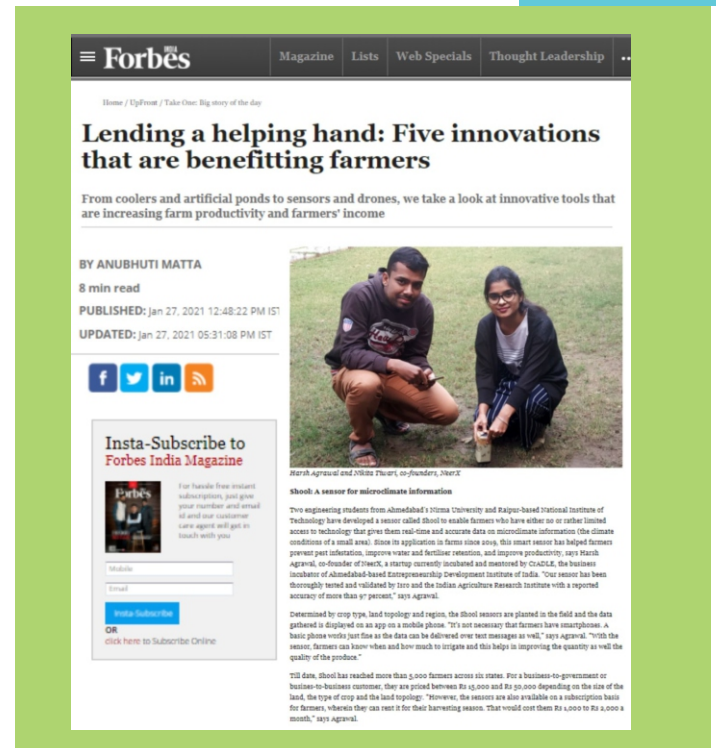 ≡ Forbes INDIA Magazine Lists Web Specials Thought Leadership ..
Home / UpFront / Take One: Big story of the day
Lending a helping hand: Five innovations
that are benefitting farmers
From coolers and artificial ponds to sensors and drones, we take a look at innovative tools that
are increasing farm productivity and farmers' income
BY ANUBHUTI MATTA
8 min read
PUBLISHED: Jan 27, 2021 12:48:22 PM IST
UPDATED: Jan 27, 2021 05:31:08 PM IST
f in
Insta-Subscribe to
Forbes India Magazine
Forbes
For hassle free instant
subscription, just give
your number and email
id and our customer
care agent will get in
touch with you
Mobile
Email
Insta-Subscribe
OR
click here to Subscribe Online
Harsh Agrawal and Nikita Tiwari, co-founders, NeerX
Shool: A sensor for microclimate information
Two engineering students from Ahmedabad's Nirma University and Raipur-based National Institute of
Technology have developed a sensor called Shool to enable farmers who have either no or rather limited
access to technology that gives them real-time and accurate data on microclimate information (the climate
conditions of a small area). Since its application in farms since 2019, this smart sensor has helped farmers
prevent pest infestation, improve water and fertiliser retention, and improve productivity, says Harsh
Agrawal, co-founder of NeerX, a startup currently incubated and mentored by CrADLE, the business
incubator of Ahmedabad-based Entrepreneurship Development Institute of India. "Our sensor has been
thoroughly tested and validated by Isro and the Indian Agriculture Research Institute with a reported
accuracy of more than 97 percent," says Agrawal.
Determined by crop type, land topology and region, the Shool sensors are planted in the field and the data
gathered is displayed on an app on a mobile phone. "It's not necessary that farmers have smartphones. A
basic phone works just fine as the data can be delivered over text messages as well," says Agrawal. "With the
sensor, farmers can know when and how much to irrigate and this helps in improving the quantity as well the
quality of the produce."
Till date, Shool has reached more than 5,000 farmers across six states. For a business-to-government or
busines-to-business customer, they are priced between Rs 15,000 and Rs 50,000 depending on the size of the
land, the type of crop and the land topology. "However, the sensors are also available on a subscription basis
for farmers, wherein they can rent it for their harvesting season. That would cost them Rs 1,000 to Rs 2,000 a
month," says Agrawal.